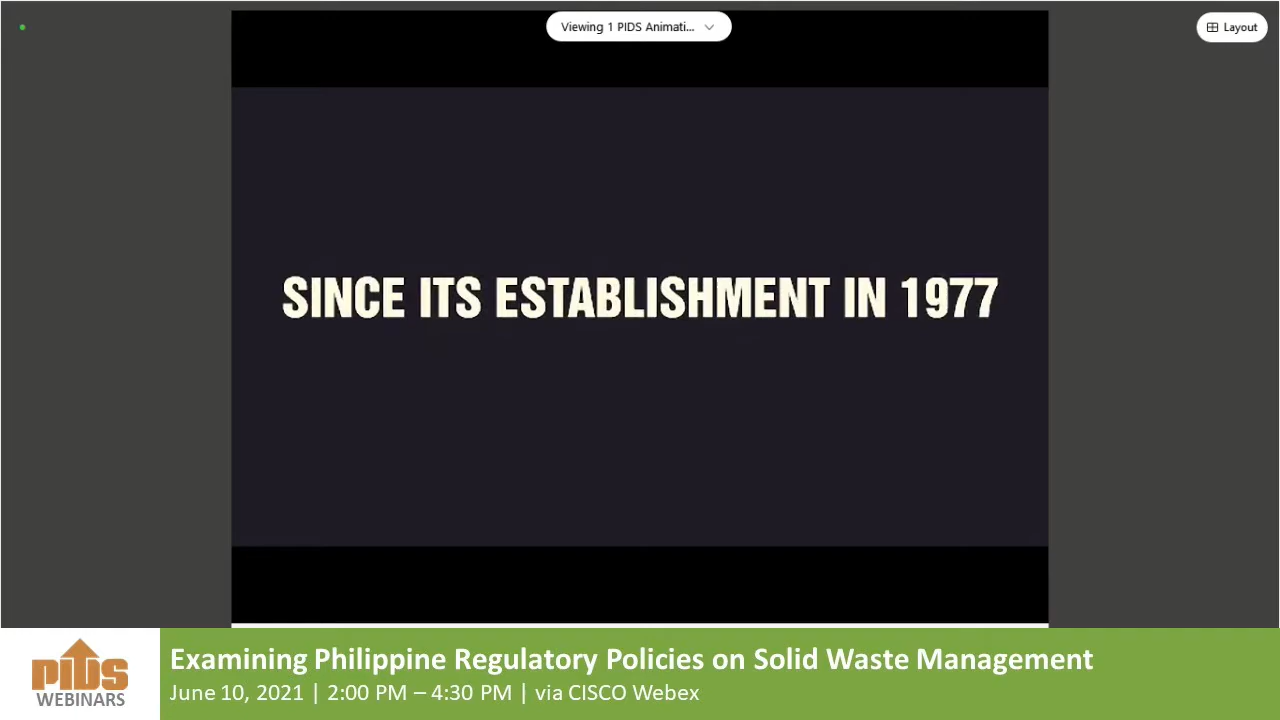 Viewing 1 PIDS Animati...
Layout
SINCE ITS ESTABLISHMENT IN 1977
PIDS
WEBINARS
Examining Philippine Regulatory Policies on Solid Waste Management
June 10, 2021 | 2:00 PM – 4:30 PM | via CISCO Webex